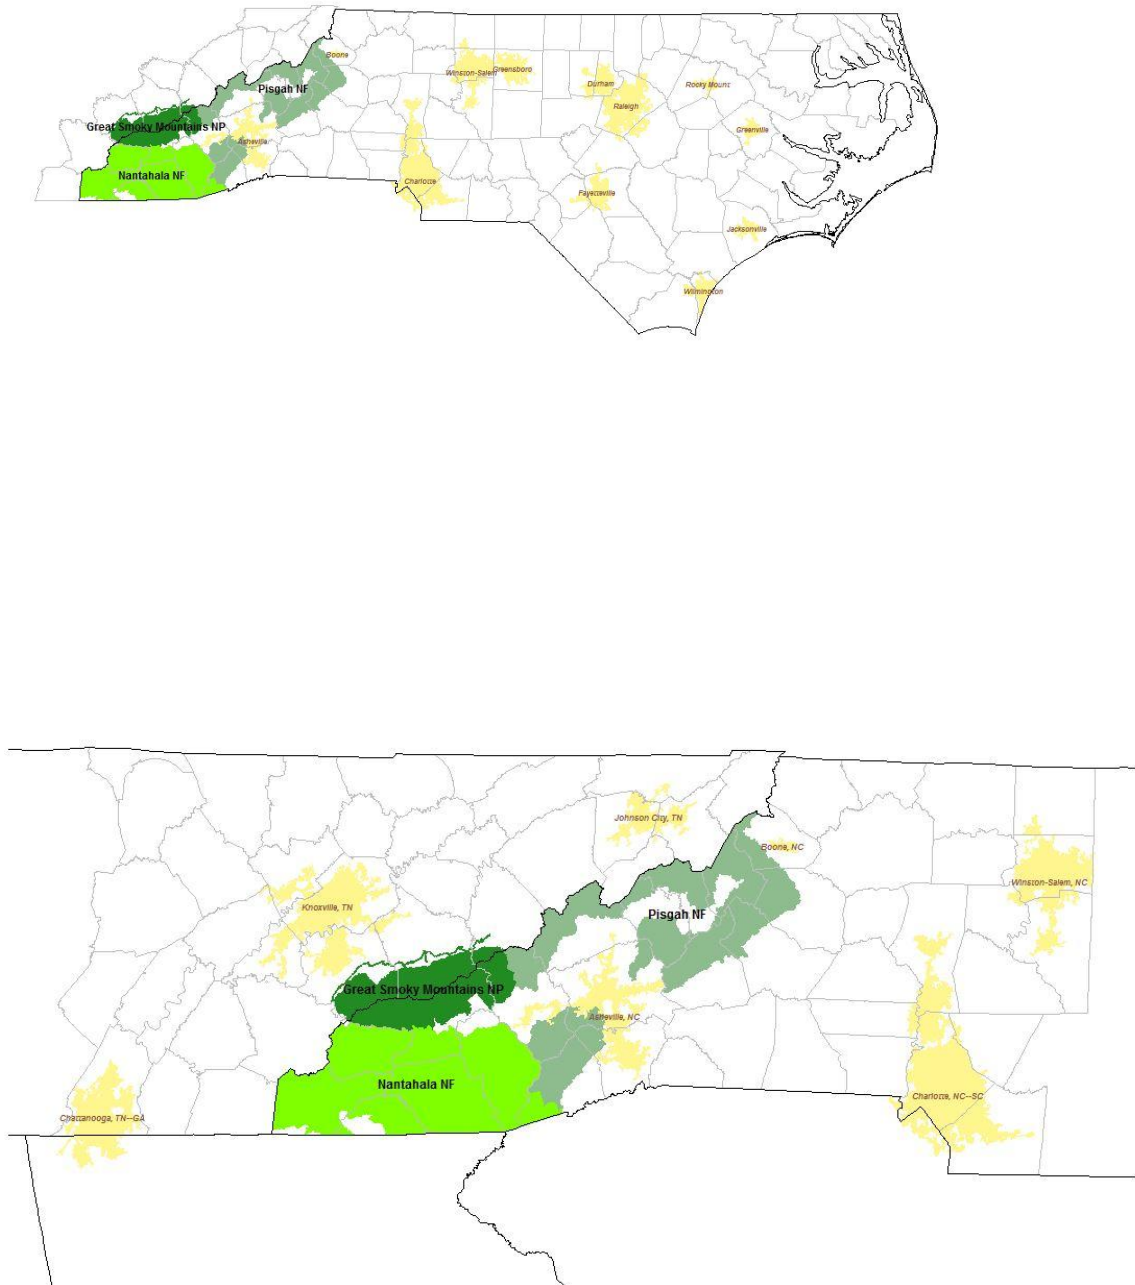 Boone
Winston-Salem
Greensboro
Pisgah NF
Durham
Rocky Mount
Raleigh
Great Smoky Mountains NP
Greenville
Asheville
Nantahala NF
Charlotte
Fayetteville
Jacksonville
Wilmington
Johnson City, TN
Boone, NC
Winston-Salem, NC
Knoxville, TN
Pisgah NF
Great Smoky Mountains NP
Asheville, NC
Nantahala NF
Charlotte, NC--SC
Chattanooga, TN--GA